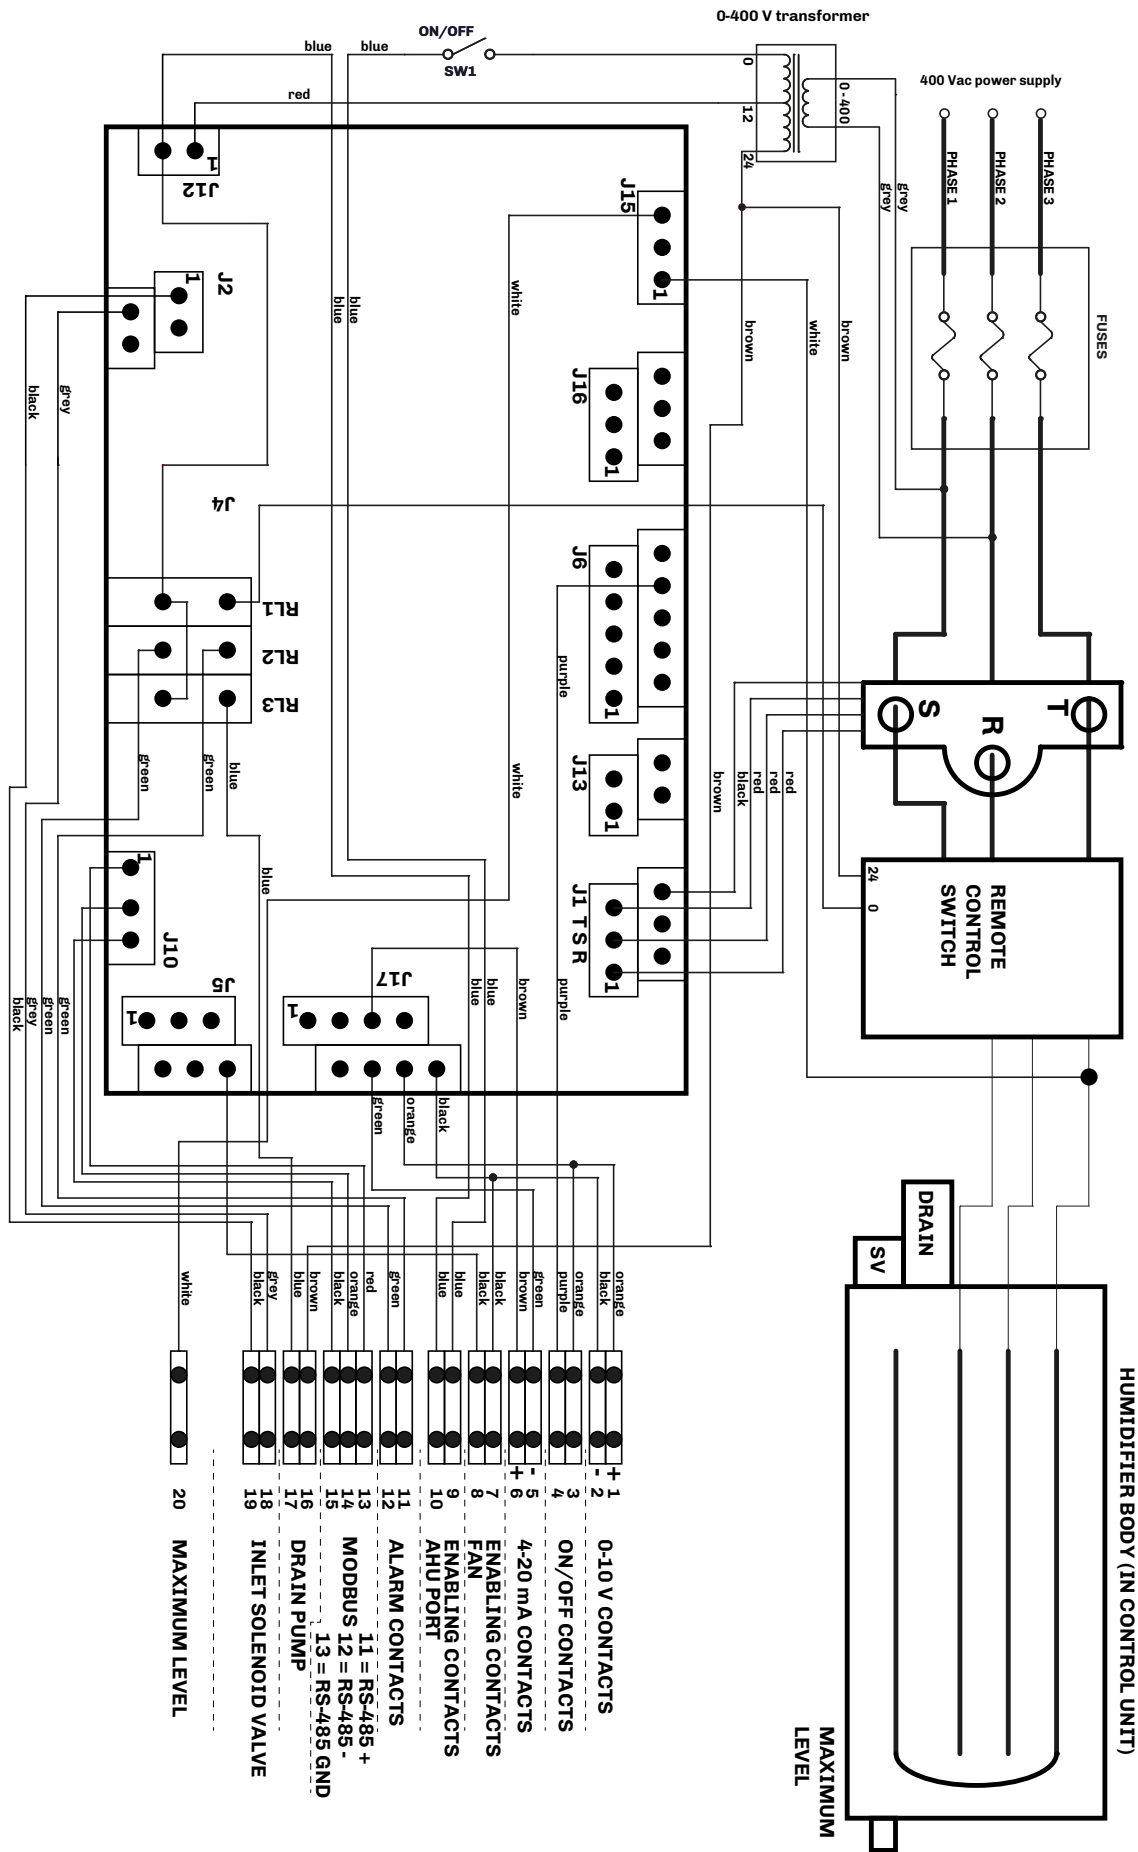 0-400 V transformer
ON/OFF
SW1
blue
blue
red
0
12
24
0-400
400 Vac power supply
PHASE 1
PHASE 2
PHASE 3
grey
grey
FUSES
1
J12
J15
1
J2
1
blue
blue
white
brown
white
brown
black
grey
J16
1
J4
J6
1
purple
RL1
RL2
RL3
S
R
T
green
green
blue
white
J13
1
brown
black
red
red
red
1
J10
blue
J1 T S R
1
24
0
REMOTE
CONTROL
SWITCH
J5
1
J17
1
blue
blue
brown
purple
black
grey
green
green
green
orange
black
DRAIN
SV
white
black
grey
blue
brown
black
orange
red
green
blue
blue
black
black
brown
green
purple
orange
black
orange
+ 1
- 2
3
4
- 5
+ 6
7
8
9
10
11
12
13
14
15
16
17
18
19
20
0-10 V CONTACTS
ON/OFF CONTACTS
4-20 mA CONTACTS
ENABLING CONTACTS
FAN
ENABLING CONTACTS
AHU PORT
ALARM CONTACTS
MODBUS
11 = RS-485 +
12 = RS-485 -
13 = RS-485 GND
DRAIN PUMP
INLET SOLENOID VALVE
MAXIMUM LEVEL
HUMIDIFIER BODY (IN CONTROL UNIT)
MAXIMUM
LEVEL